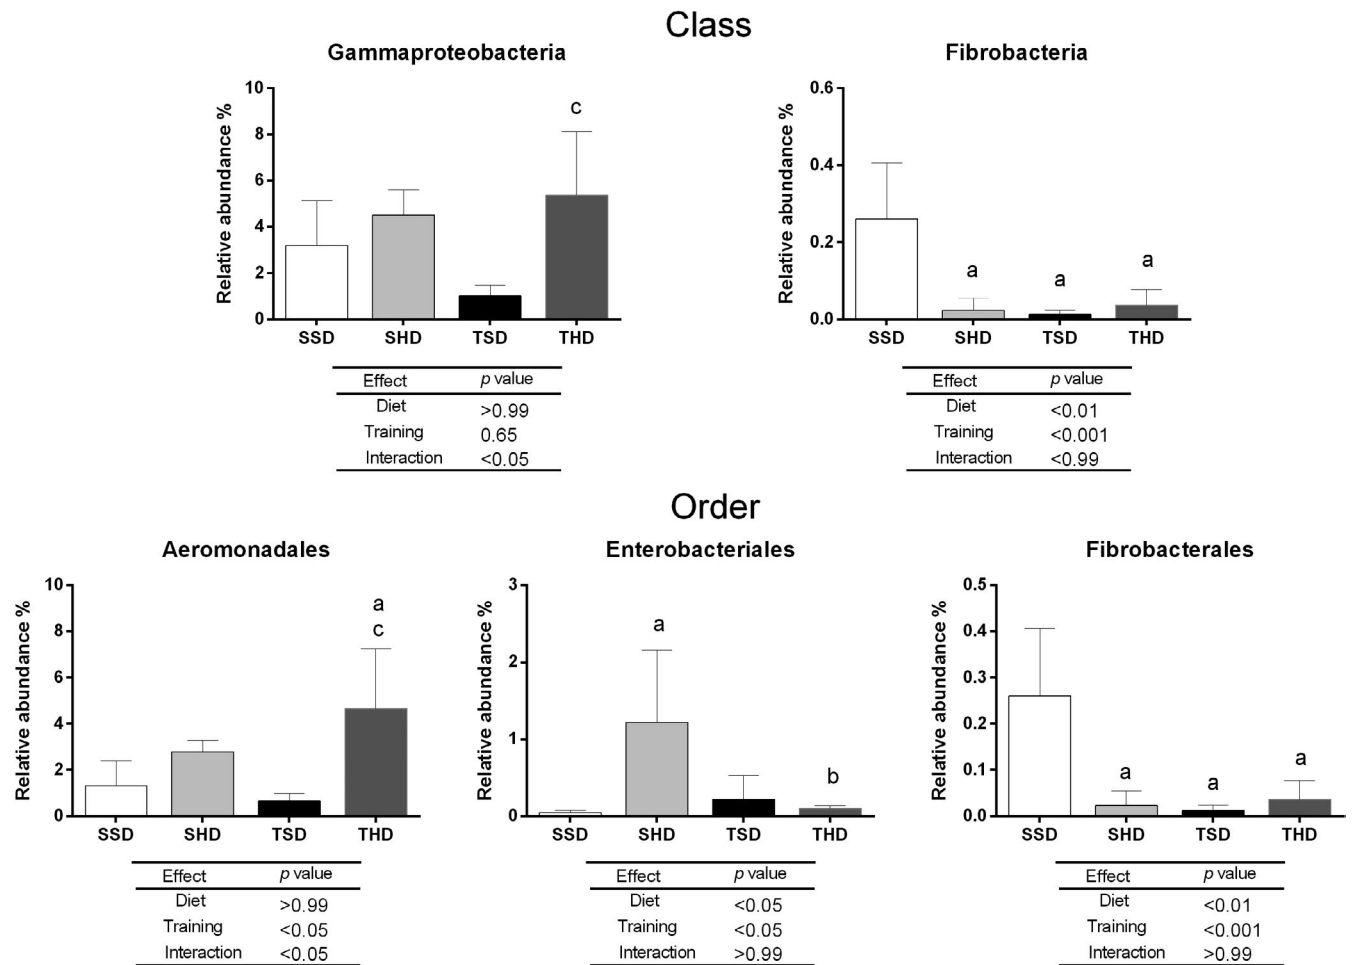 Class
Gammaproteobacteria
Relative abundance %
10
8
6
4
2
0
c
SSD SHD TSD THD
Effect p value
Diet >0.99
Training 0.65
Interaction <0.05
Fibrobacteria
Relative abundance %
0.6
0.4
0.2
0.0
a a a
SSD SHD TSD THD
Effect p value
Diet <0.01
Training <0.001
Interaction <0.99
Order
Aeromonadales
Relative abundance %
10
8
6
4
2
0
a
c
SSD SHD TSD THD
Effect p value
Diet >0.99
Training <0.05
Interaction <0.05
Enterobacteriales
Relative abundance %
3
2
1
0
a
b
SSD SHD TSD THD
Effect p value
Diet <0.05
Training <0.05
Interaction >0.99
Fibrobacterales
Relative abundance %
0.5
0.4
0.3
0.2
0.1
0.0
a a a
SSD SHD TSD THD
Effect p value
Diet <0.01
Training <0.001
Interaction >0.99